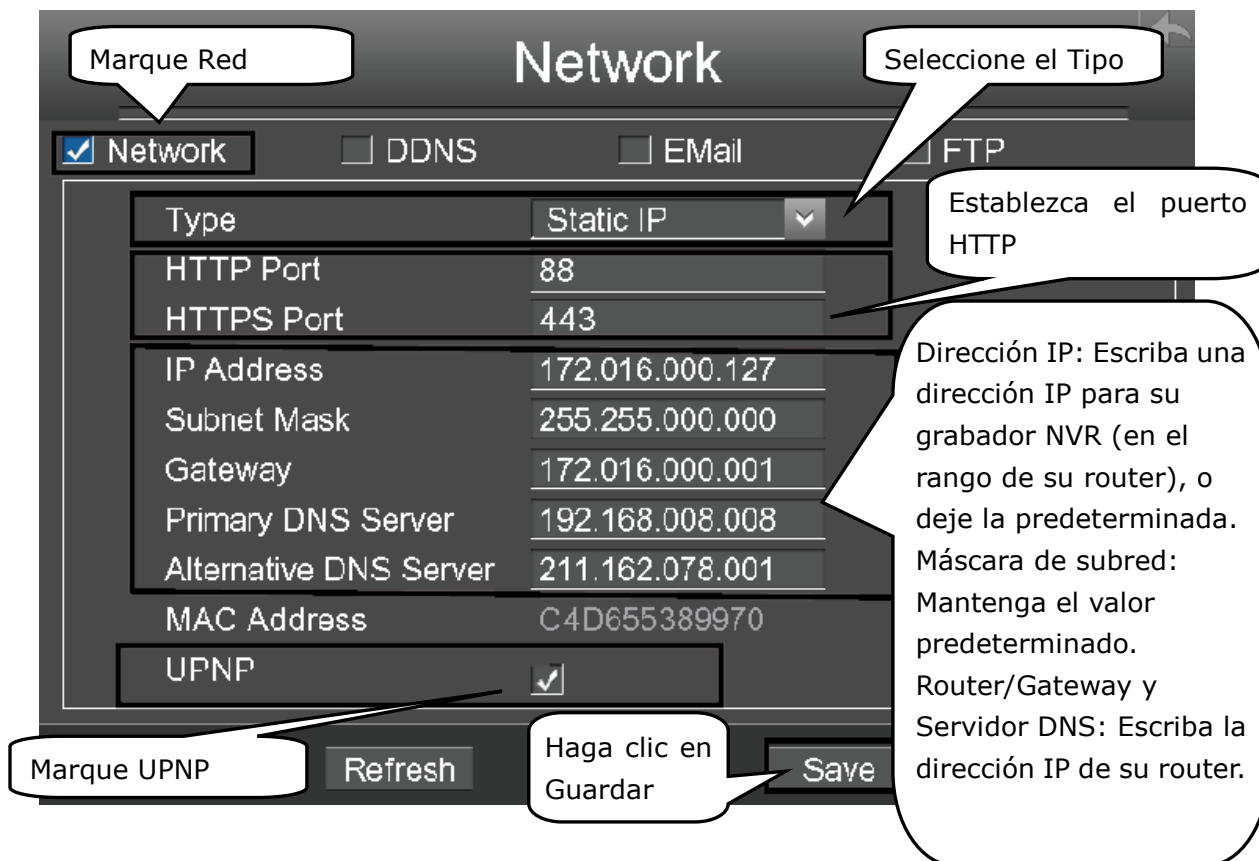 Marque Red
Network
Seleccione el Tipo
Network
DDNS
EMail
FTP
Type
Static IP
Establezca el puerto
HTTP
HTTP Port
88
HTTPS Port
443
IP Address
172.016.000.127
Subnet Mask
255.255.000.000
Gateway
172.016.000.001
Primary DNS Server
192.168.008.008
Alternative DNS Server
211.162.078.001
MAC Address
C4D655389970
UPNP
Dirección IP: Escriba una
dirección IP para su
grabador NVR (en el
rango de su router), o
deje la predeterminada.
Máscara de subred:
Mantenga el valor
predeterminado.
Router/Gateway y
Servidor DNS: Escriba la
dirección IP de su router.
Marque UPNP
Refresh
Haga clic en
Guardar
Save